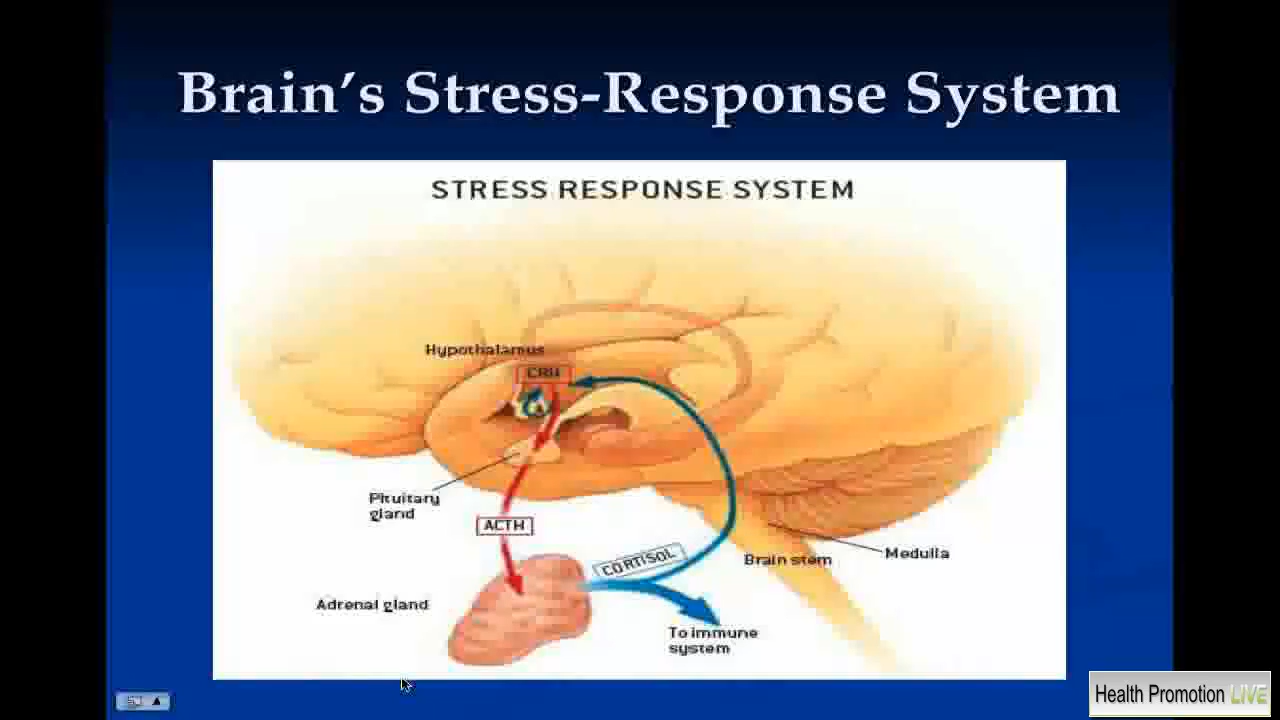 Brain's Stress-Response System
STRESS RESPONSE SYSTEM
Hypothalamus
CRH
Pituitary
gland
ACTH
CORTISOL
Brain stem
Medulla
Adrenal gland
To immune
system
Health Promotion LIVE